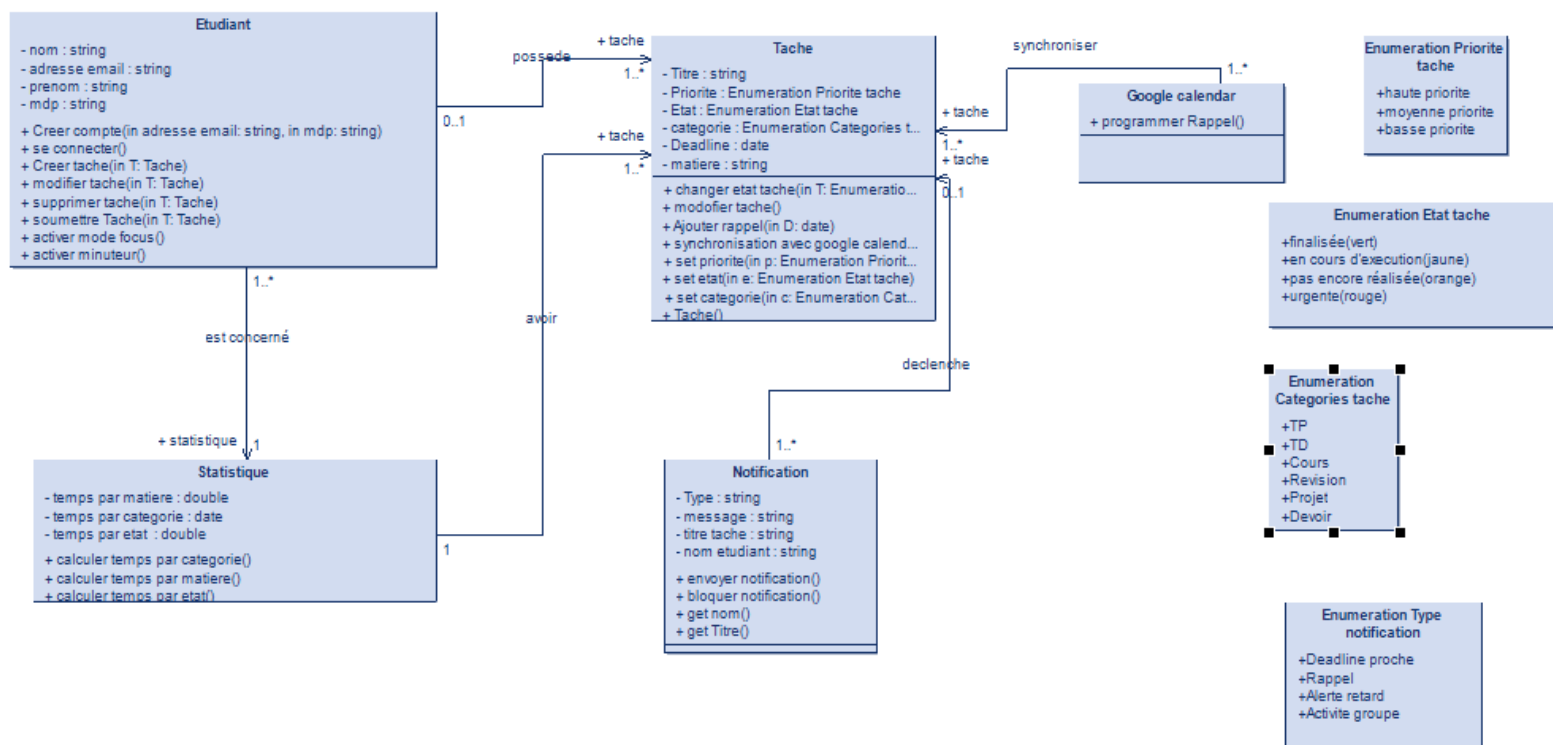 Etudiant
- nom : string
- adresse email : string
- prenom : string
- mdp : string
+ Creer compte(in adresse email: string, in mdp: string)
+ se connecter()
+ Creer tache(in T: Tache)
+ modifier tache(in T: Tache)
+ supprimer tache(in T: Tache)
+ soumettre Tache(in T: Tache)
+ activer mode focus()
+ activer minuteur()
possede
0..1
+ tache
1..*
+ tache
1..*
Tache
- Titre : string
- Priorite : Enumeration Priorite tache
- Etat : Enumeration Etat tache
- categorie : Enumeration Categories t...
- Deadline : date
- matiere : string
+ changer etat tache(in T: Enumeratio...
+ modofier tache()
+ Ajouter rappel(in D: date)
+ synchronisation avec google calend...
+ set priorite(in p: Enumeration Priorit...
+ set etat(in e: Enumeration Etat tache)
+ set categorie(in c: Enumeration Cat...
+ Tache()
synchroniser
1..*
+ tache
1..*
+ tache
0..1
Google calendar
+ programmer Rappel()
Enumeration Priorite
tache
+haute priorite
+moyenne priorite
+basse priorite
Enumeration Etat tache
+finalisée(vert)
+en cours d'execution(jaune)
+pas encore réalisée(orange)
+urgente(rouge)
1..*
est concerné
avoir
declenche
Enumeration
Categories tache
+TP
+TD
+Cours
+Revision
+Projet
+Devoir
+ statistique
1
1..*
Statistique
- temps par matiere : double
- temps par categorie : date
- temps par etat : double
+ calculer temps par categorie()
+ calculer temps par matiere()
+ calculer temps par etat()
1
Notification
- Type : string
- message : string
- titre tache : string
- nom etudiant : string
+ envoyer notification()
+ bloquer notification()
+ get nom()
+ get Titre()
Enumeration Type
notification
+Deadline proche
+Rappel
+Alerte retard
+Activite groupe